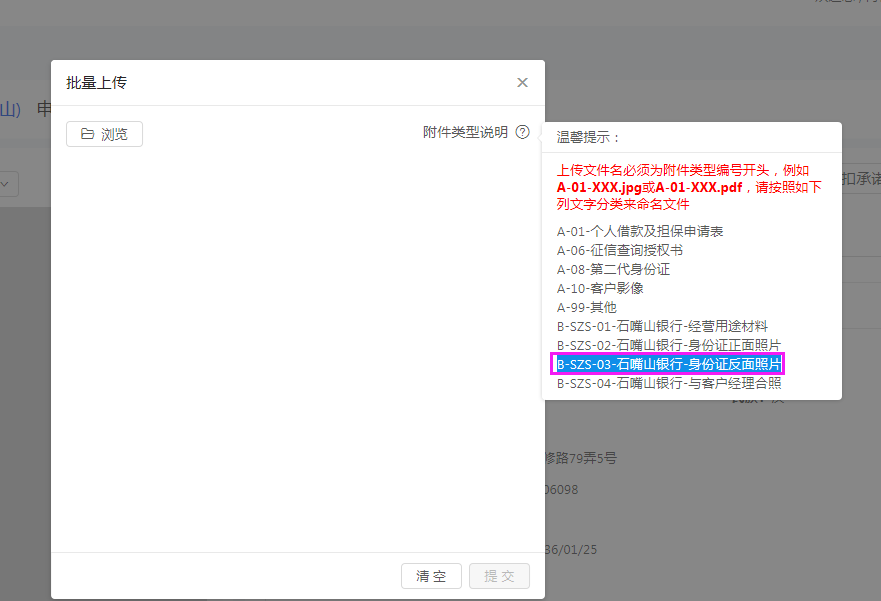 批量上传
山） 申
浏览
附件类型说明
温馨提示：
上传文件名必须为附件类型编号开头，例如
A-01-XXX.jpg或A-01-XXX.pdf，请按照如下
列文字分类来命名文件
扣承诺
A-01-个人借款及担保申请表
A-06-征信查询授权书
A-08-第二代身份证
A-10-客户影像
A-99-其他
B-SZS-01-石嘴山银行-经营用途材料
B-SZS-02-石嘴山银行-身份证正面照片
B-SZS-03-石嘴山银行-身份证反面照片
B-SZS-04-石嘴山银行-与客户经理合照
修路79弄5号
06098
36/01/25
清 空
提 交